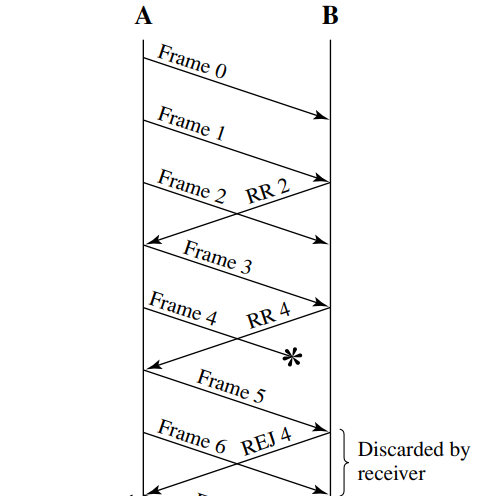 A
B
Frame 0
Frame 1
Frame 2
RR 2
Frame 3
Frame 4
RR 4
*
Frame 5
Frame 6
REJ 4
Discarded by
receiver